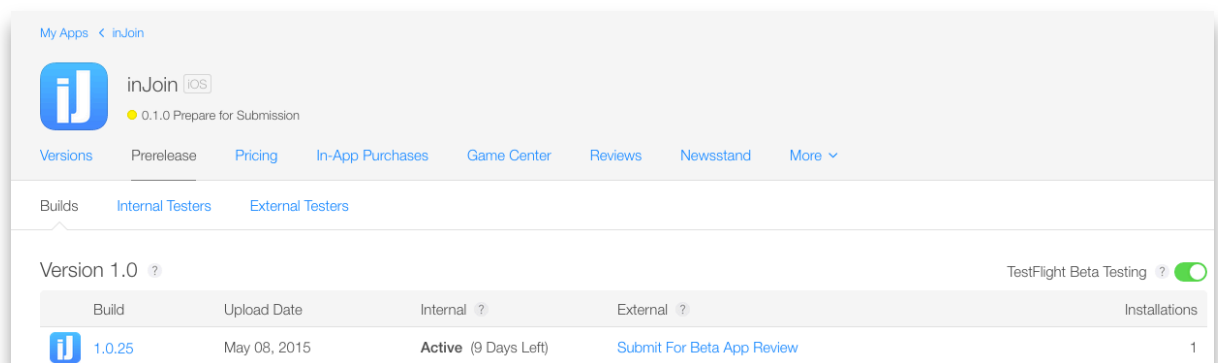 My Apps < inJoin
iJ
inJoin iOS
0.1.0 Prepare for Submission
Versions Prerelease Pricing In-App Purchases Game Center Reviews Newsstand More
Builds Internal Testers External Testers
Version 1.0 ? TestFlight Beta Testing ?
Build Upload Date Internal ? External ? Installations
iJ 1.0.25 May 08, 2015 Active (9 Days Left) Submit For Beta App Review 1